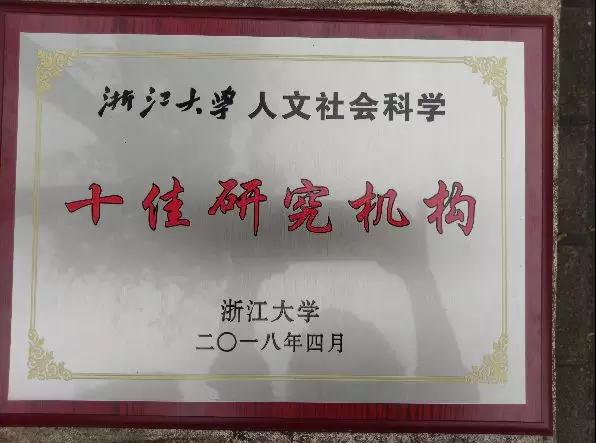 浙江大学 人文社会科学
十佳研究机构
浙江大学
二〇一八年四月